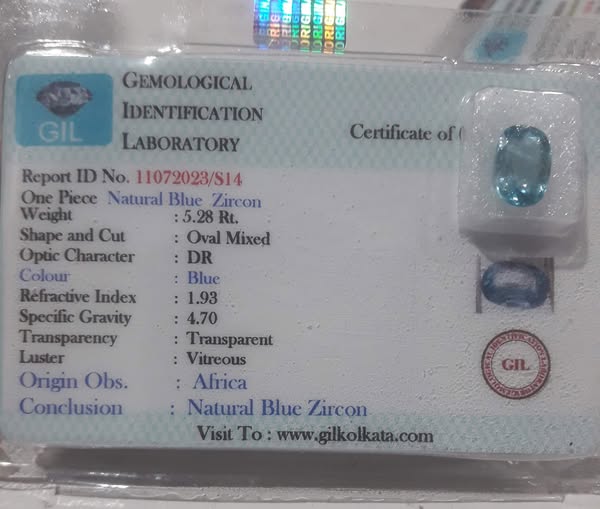 GIL
GEMOLOGICAL
IDENTIFICATION
LABORATORY
Certificate of
Report ID No. 11072023/S14
One Piece Natural Blue Zircon
Weight : 5.28 Rt.
Shape and Cut : Oval Mixed
Optic Character : DR
Colour : Blue
Refractive Index : 1.93
Specific Gravity : 4.70
Transparency : Transparent
Luster : Vitreous
Origin Obs. : Africa
Conclusion : Natural Blue Zircon
Visit To : www.gilkolkata.com
GIL